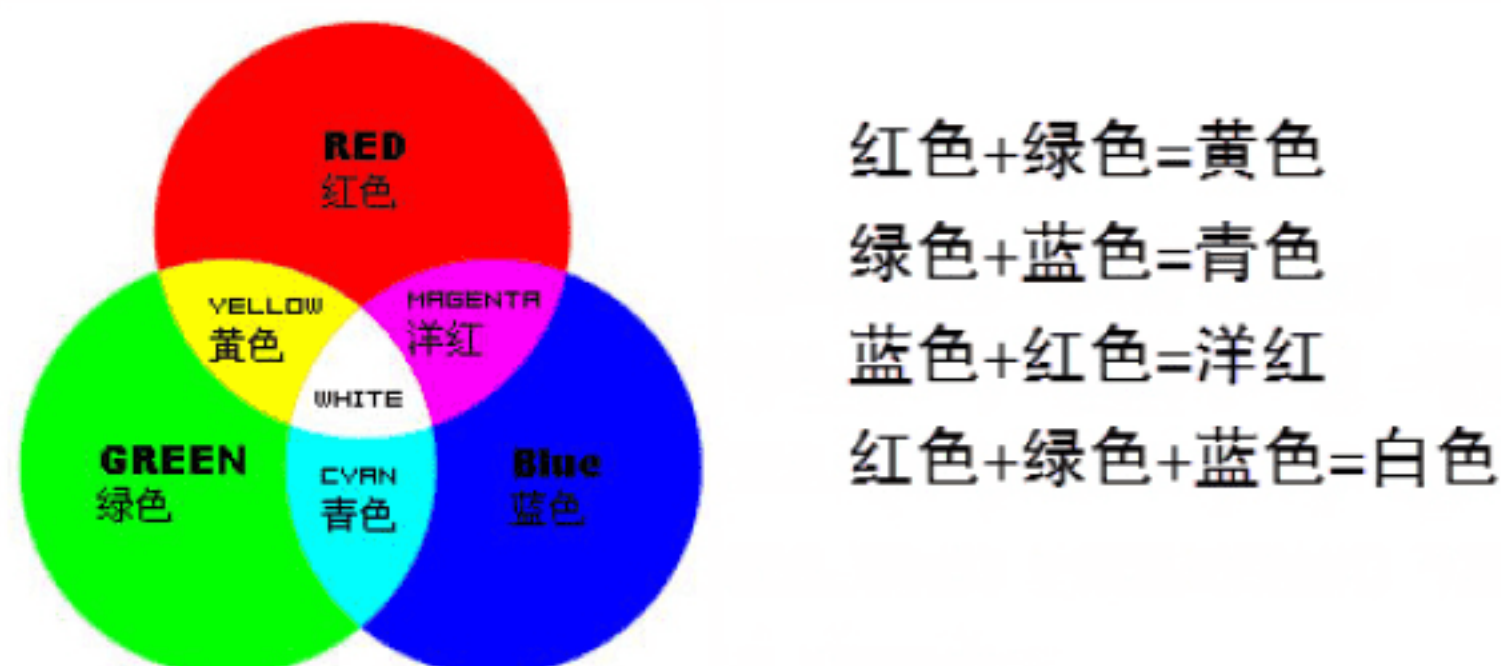 RED
红色
YELLOW
黄色
MAGENTA
洋红
WHITE
GREEN
绿色
CYAN
青色
Blue
蓝色
红色+绿色=黄色
绿色+蓝色=青色
蓝色+红色=洋红
红色+绿色+蓝色=白色